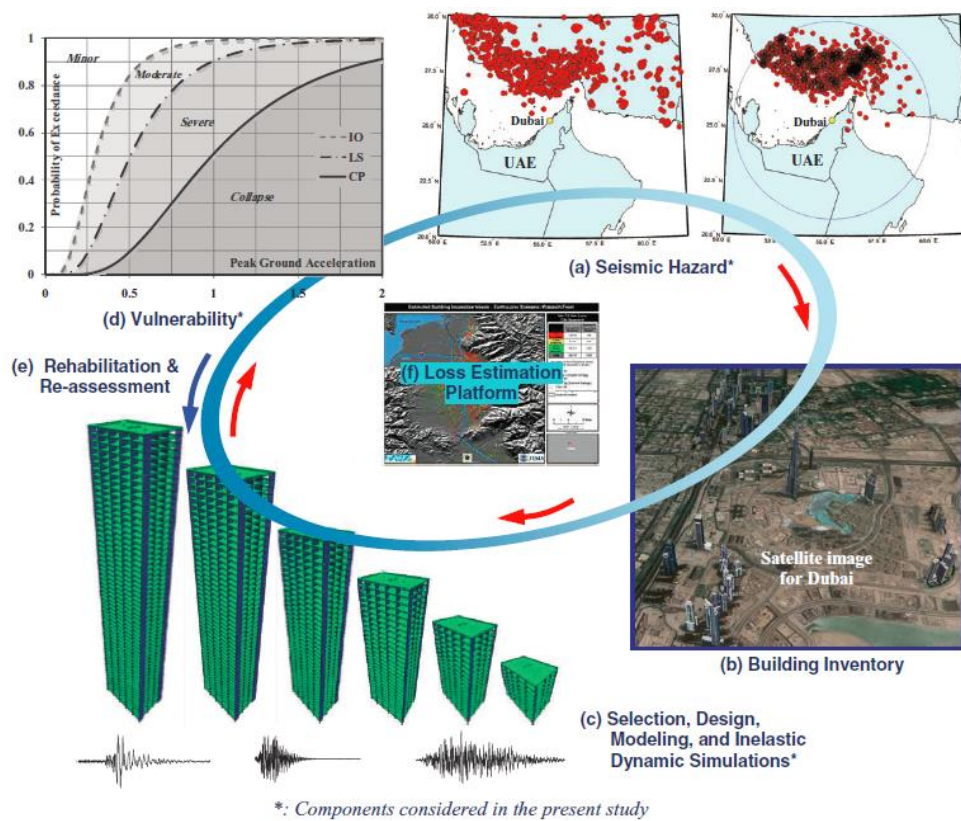 1
0.8
0.6
0.4
0.2
0
Probability of Exceedance
Minor
Moderate
Severe
Collapse
IO
LS
CP
Peak Ground Acceleration
0
0.5
1
1.5
2
(d) Vulnerability*
Dubai
UAE
Dubai
UAE
(a) Seismic Hazard*
(e) Rehabilitation &
Re-assessment
(f) Loss Estimation
Platform
Satellite image
for Dubai
(b) Building Inventory
(c) Selection, Design,
Modeling, and Inelastic
Dynamic Simulations*
*: Components considered in the present study